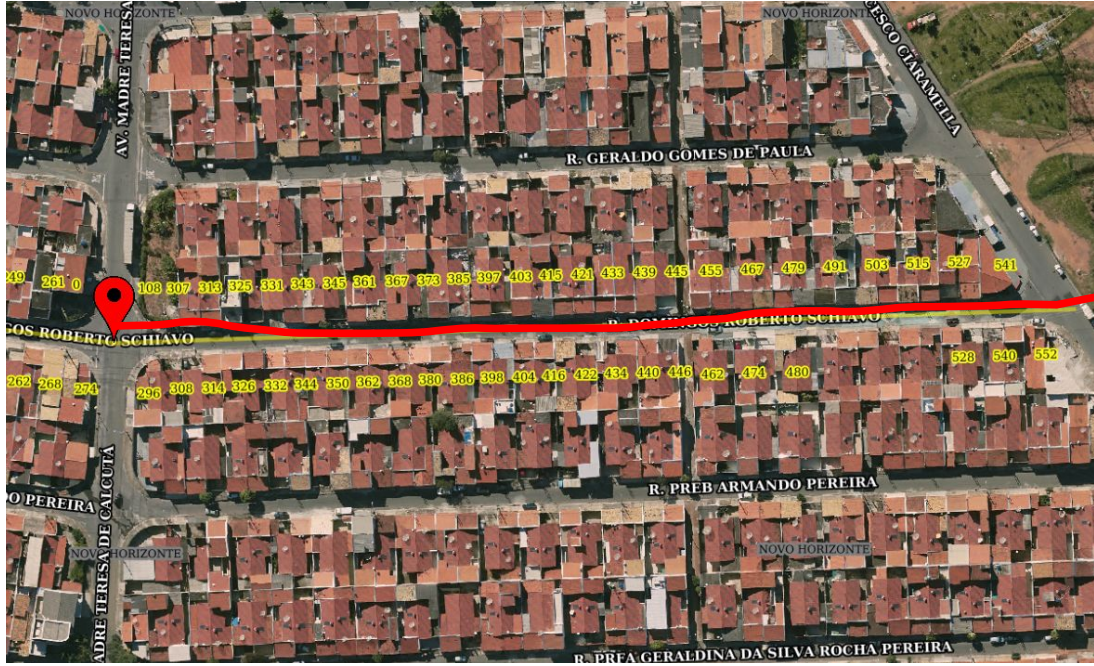 NOVO HORIZONTE
NOVO HORIZONTE
AV. MADRE TERESA
CESCO CIARAMELLA
R. GERALDO GOMES DE PAULA
249 261 0 108 307 313 325 331 343 345 361 367 373 385 397 403 415 421 433 439 445 455 467 479 491 503 515 527 541
GOS ROBERTO SCHIAVO
R. DOMINGOS ROBERTO SCHIAVO
262 268 274 296 308 314 326 332 344 350 362 368 380 386 398 404 416 422 434 440 446 462 474 480 528 540 552
DO PEREIRA
R. PREB ARMANDO PEREIRA
ADRE TERESA DE CALCUTÁ
NOVO HORIZONTE
NOVO HORIZONTE
R. PRFA GERALDINA DA SILVA ROCHA PEREIRA